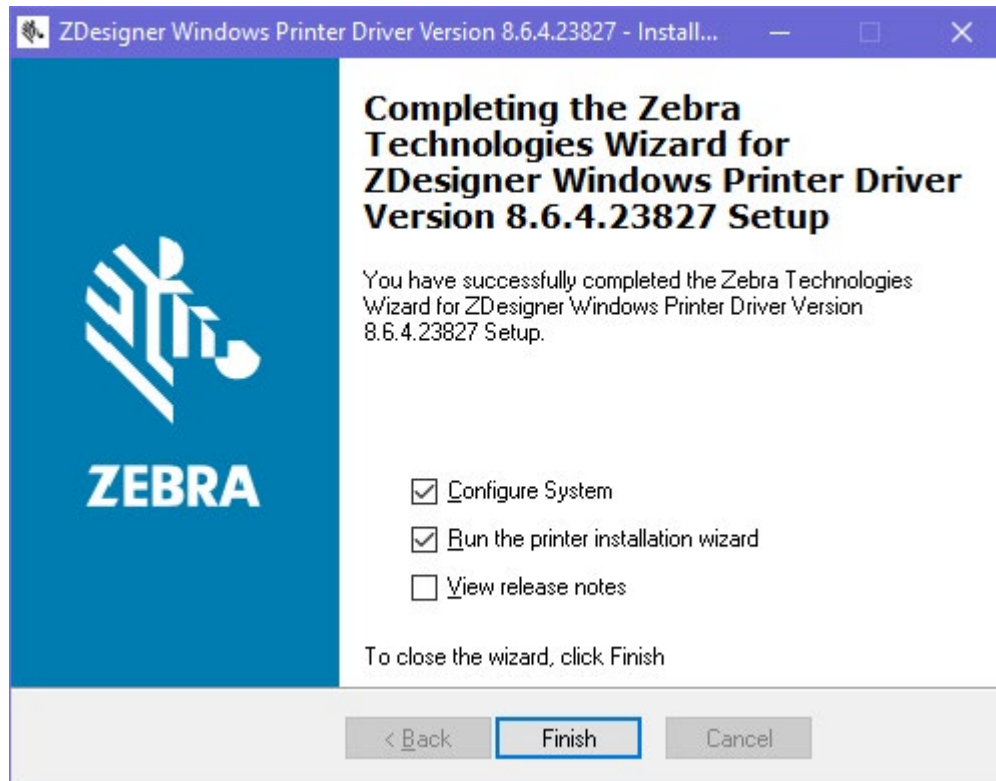 ZDesigner Windows Printer Driver Version 8.6.4.23827 - Install...
Completing the Zebra
Technologies Wizard for
ZDesigner Windows Printer Driver
Version 8.6.4.23827 Setup
You have successfully completed the Zebra Technologies
Wizard for ZDesigner Windows Printer Driver Version
8.6.4.23827 Setup.
ZEBRA
Configure System
Run the printer installation wizard
View release notes
To close the wizard, click Finish
< Back
Finish
Cancel